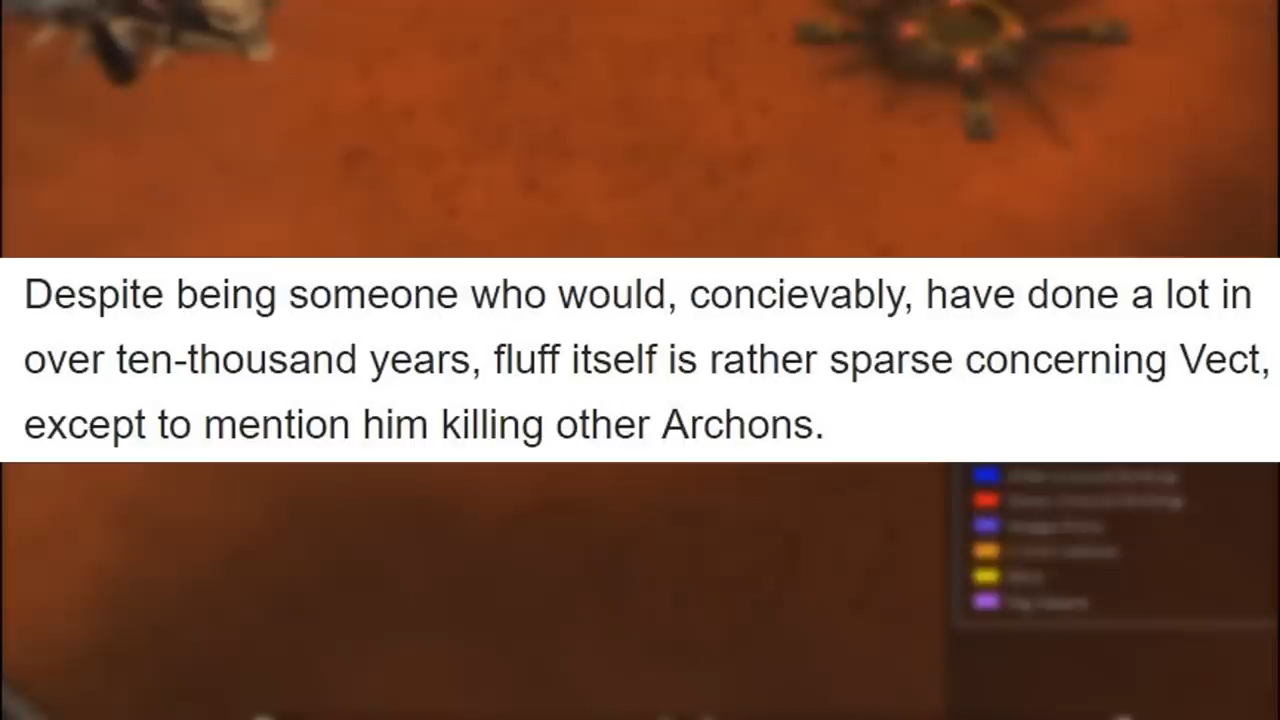 Despite being someone who would, concievably, have done a lot in
over ten-thousand years, fluff itself is rather sparse concerning Vect,
except to mention him killing other Archons.